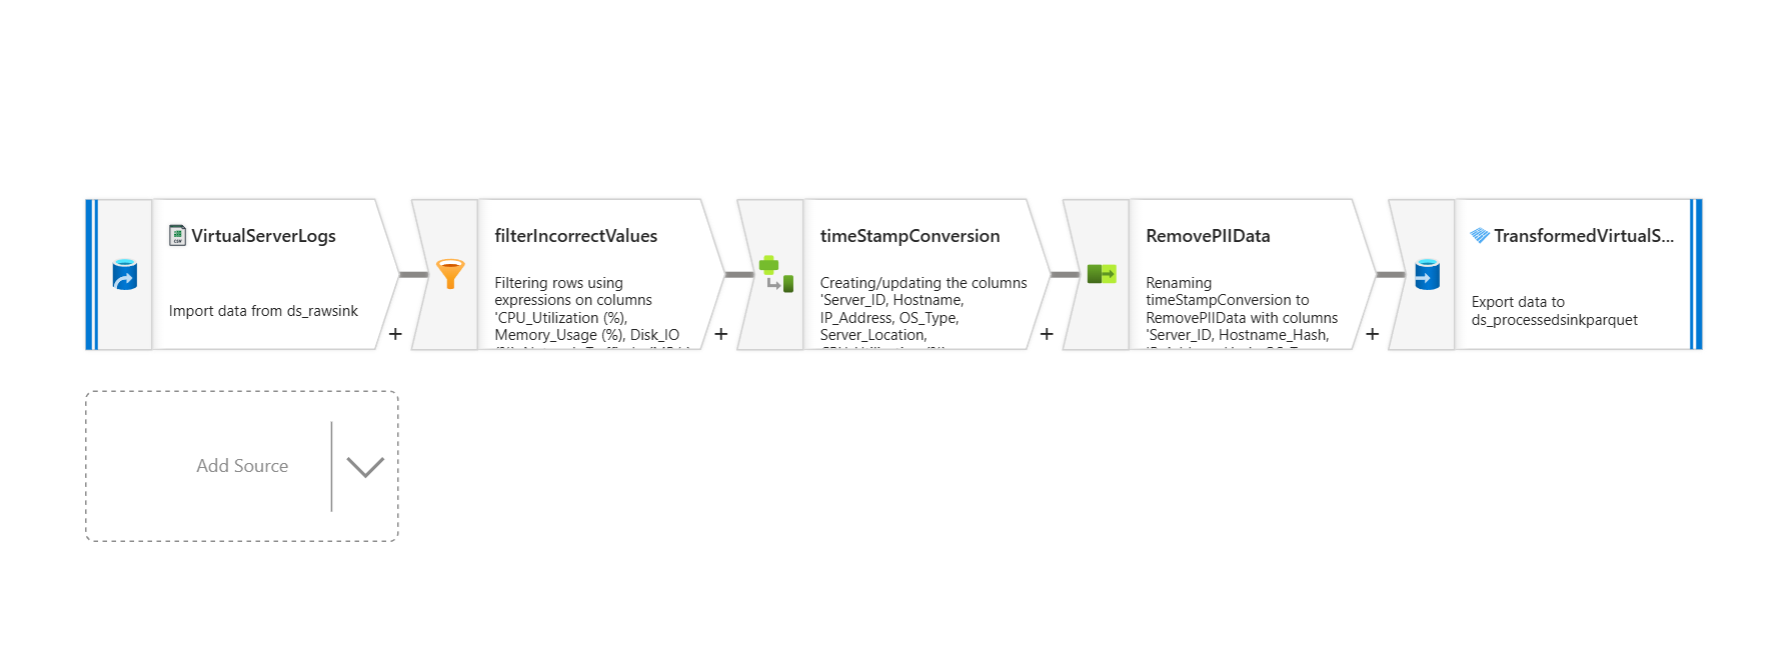 VirtualServerLogs
Import data from ds_rawsink
+
filterIncorrectValues
Filtering rows using
expressions on columns
'CPU_Utilization (%),
Memory_Usage (%), Disk_IO
+
timeStampConversion
Creating/updating the columns
'Server_ID, Hostname,
IP_Address, OS_Type,
Server_Location,
+
RemovePIIData
Renaming
timeStampConversion to
RemovePIIData with columns
'Server_ID, Hostname_Hash,
+
TransformedVirtualS...
Export data to
ds_processedsinkparquet
Add Source